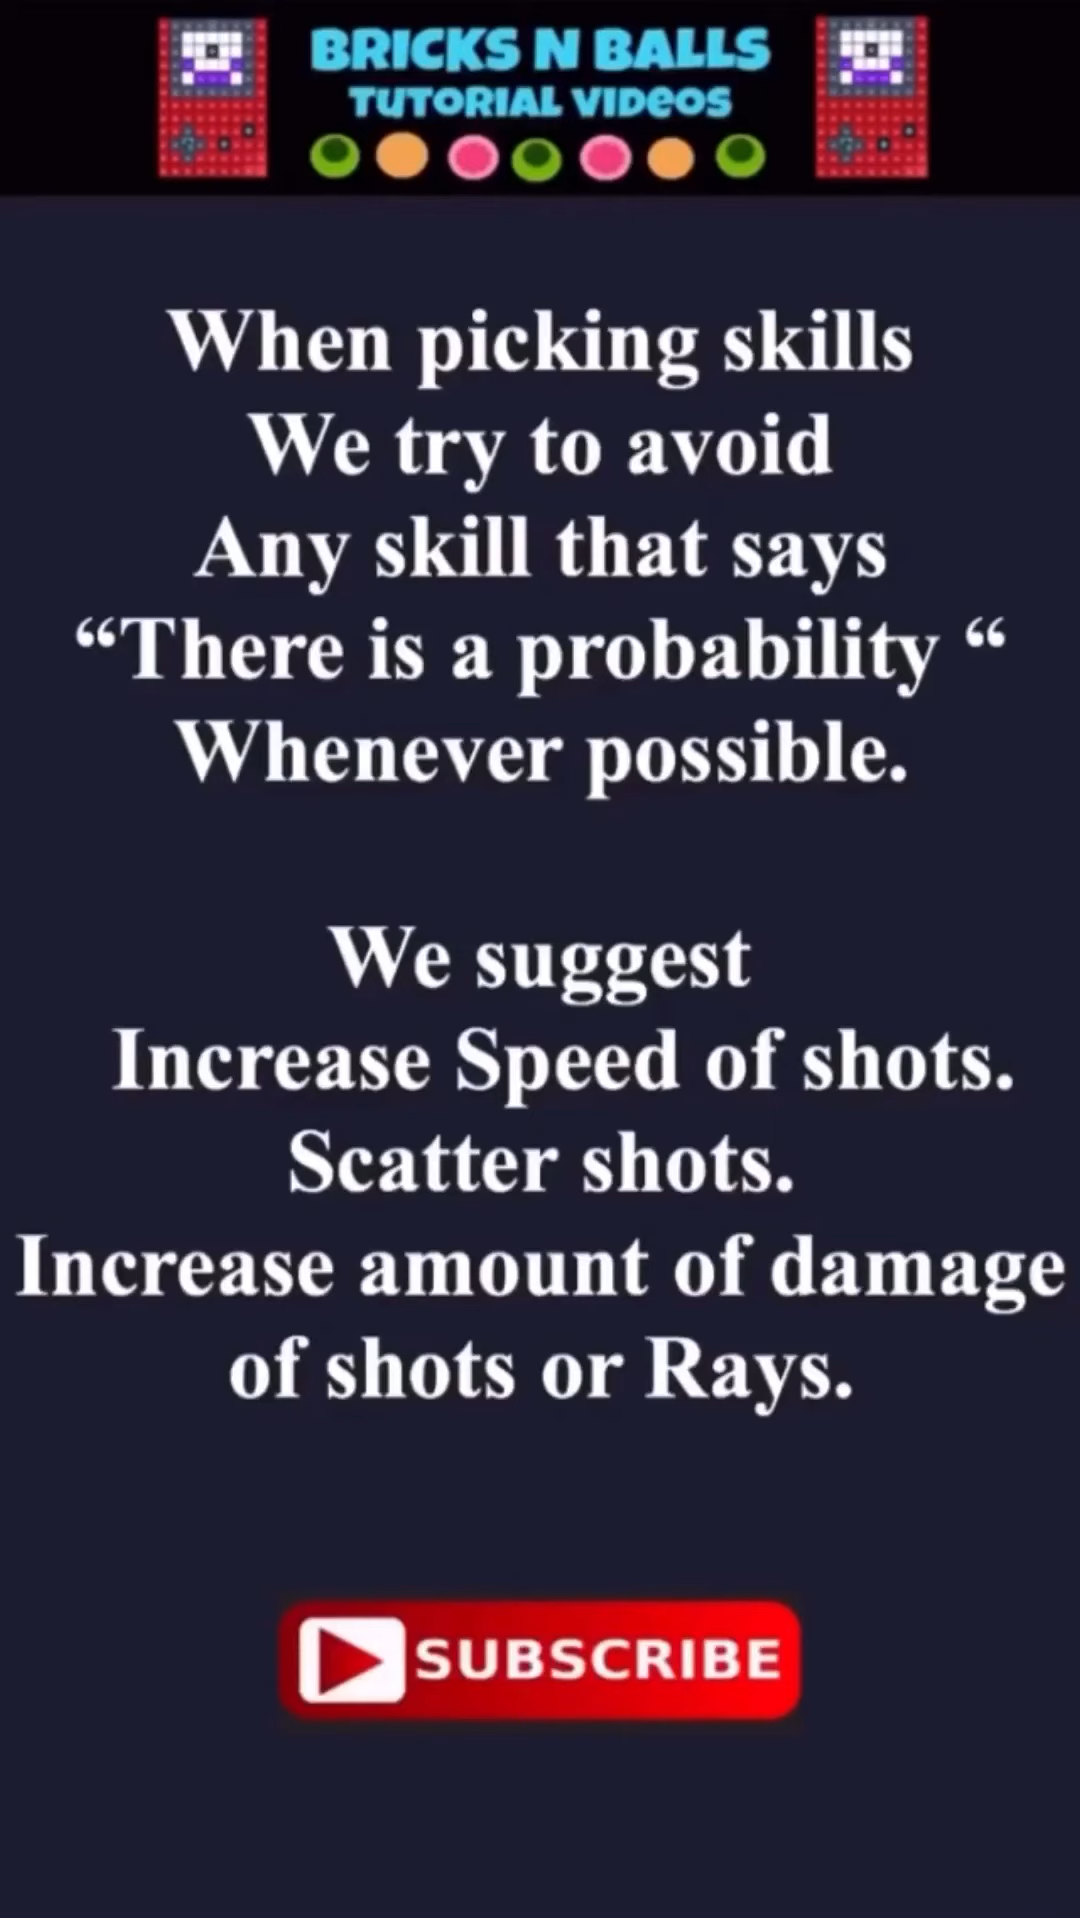 BRICKS N BALLS
TUTORIAL VIDeOS
When picking skills
We try to avoid
Any skill that says
“There is a probability “
Whenever possible.
We suggest
Increase Speed of shots.
Scatter shots.
Increase amount of damage
of shots or Rays.
SUBSCRIBE